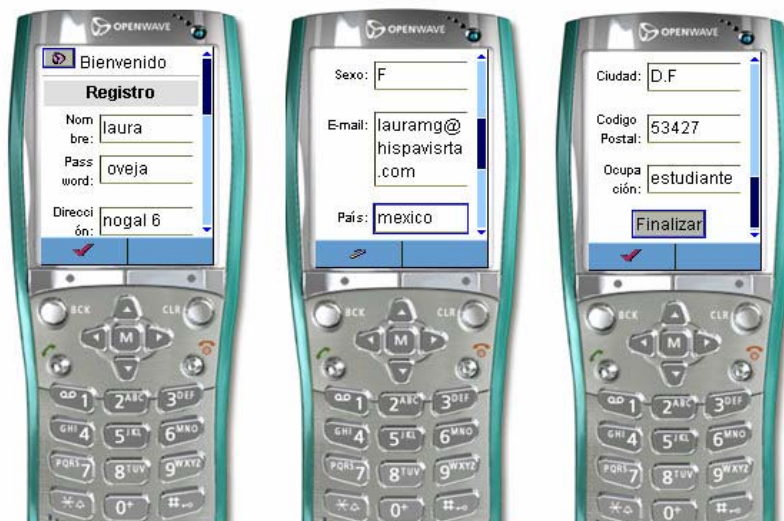 OPENWAVE
Bienvenido
Registro
Nom
bre:
laura
Pass
word:
oveja
Direcci
ón:
nogal 6
BCK
CLR
M
1
2ABC
3DEF
GHI4
5JKL
6MNO
PQRS7
8TUV
9WXYZ
0+
#
OPENWAVE
Sexo:
F
E-mail:
lauramg@
hispavisrta
.com
País:
mexico
BCK
CLR
M
1
2ABC
3DEF
GHI4
5JKL
6MNO
PQRS7
8TUV
9WXYZ
0+
#
OPENWAVE
Ciudad:
D.F
Codigo
Postal:
53427
Ocupa
ción:
estudiante
Finalizar
BCK
CLR
M
1
2ABC
3DEF
GHI4
5JKL
6MNO
PQRS7
8TUV
9WXYZ
0+
#